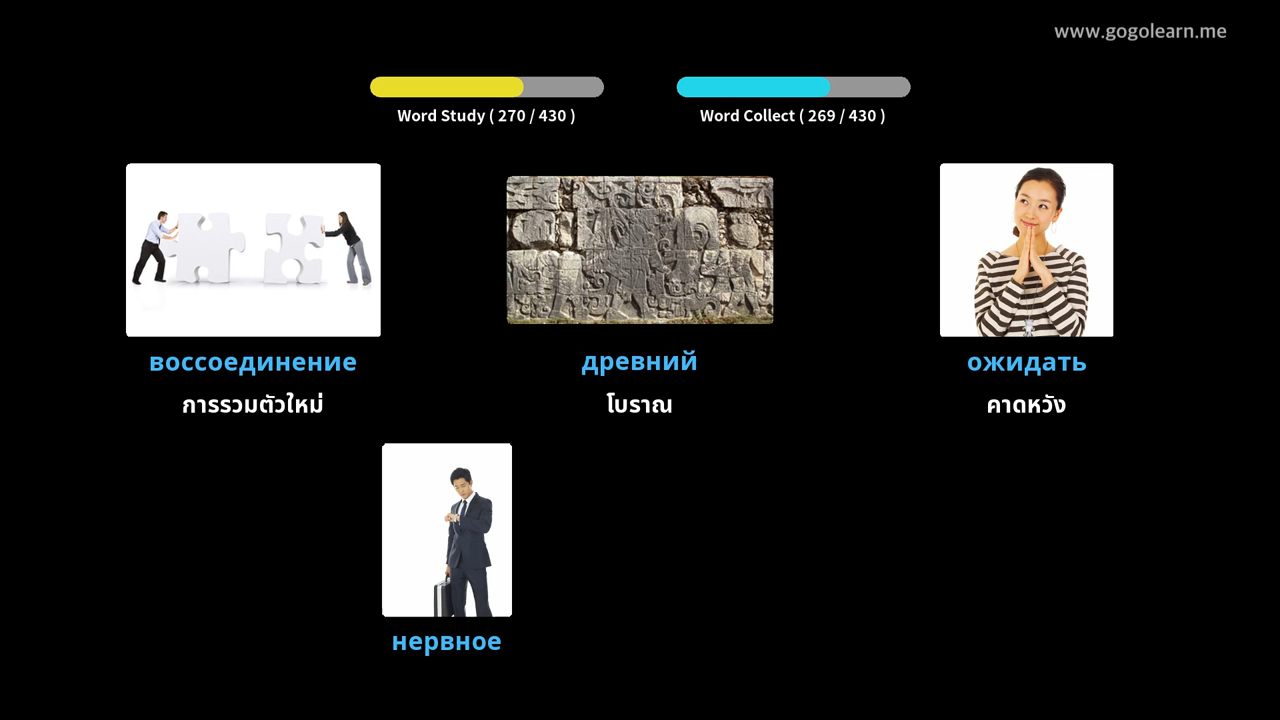 www.gogolearn.me
Word Study ( 270 / 430 )
Word Collect ( 269 / 430 )
воссоединение
древний
ожидать
การรวมตัวใหม่
โบราณ
คาดหวัง
нервное